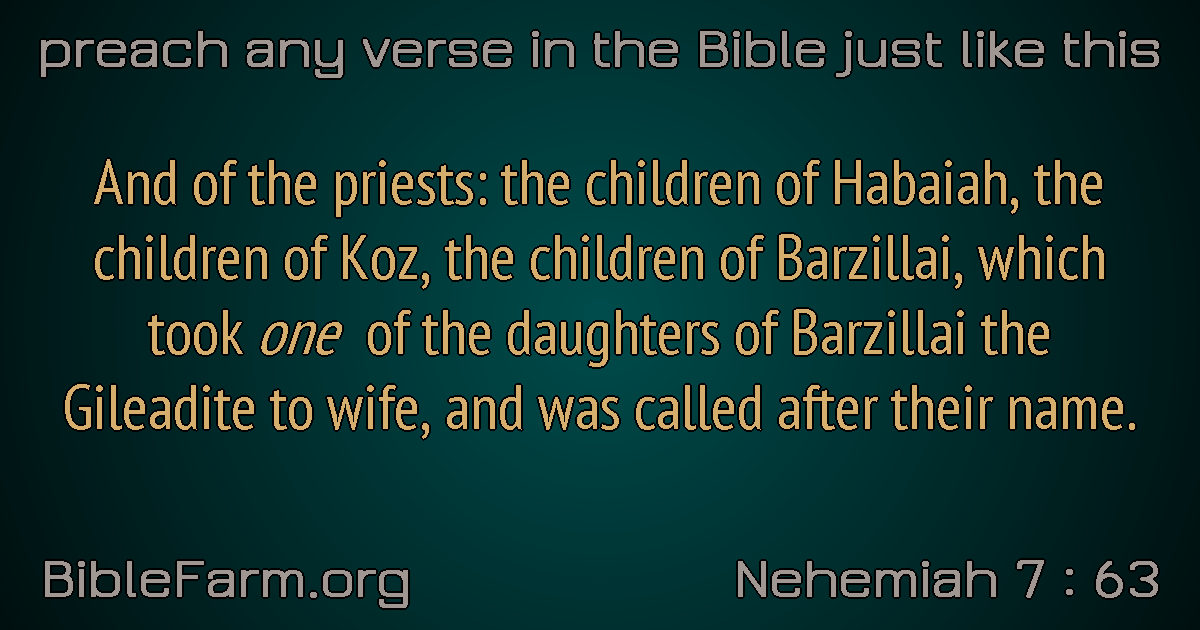 preach any verse in the Bible just like this
And of the priests: the children of Habaiah, the
children of Koz, the children of Barzillai, which
took one of the daughters of Barzillai the
Gileadite to wife, and was called after their name.
BibleFarm.org
Nehemiah 7 : 63